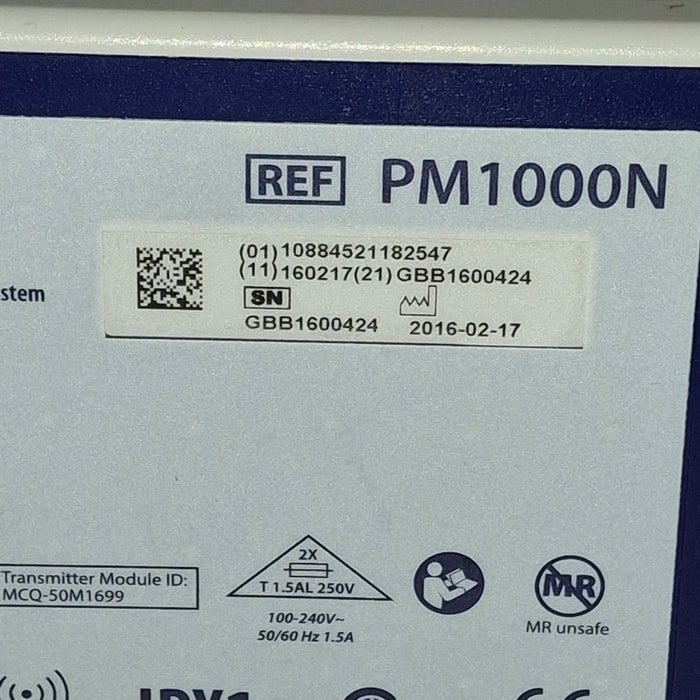 REF PM1000N
(01)10884521182547
(11)160217(21)GBB1600424
SN
GBB1600424 2016-02-17
stem
2X
T 1.5AL 250V
100-240V~
50/60 Hz 1.5A
Transmitter Module ID:
MCQ-50M1699
MR
MR unsafe